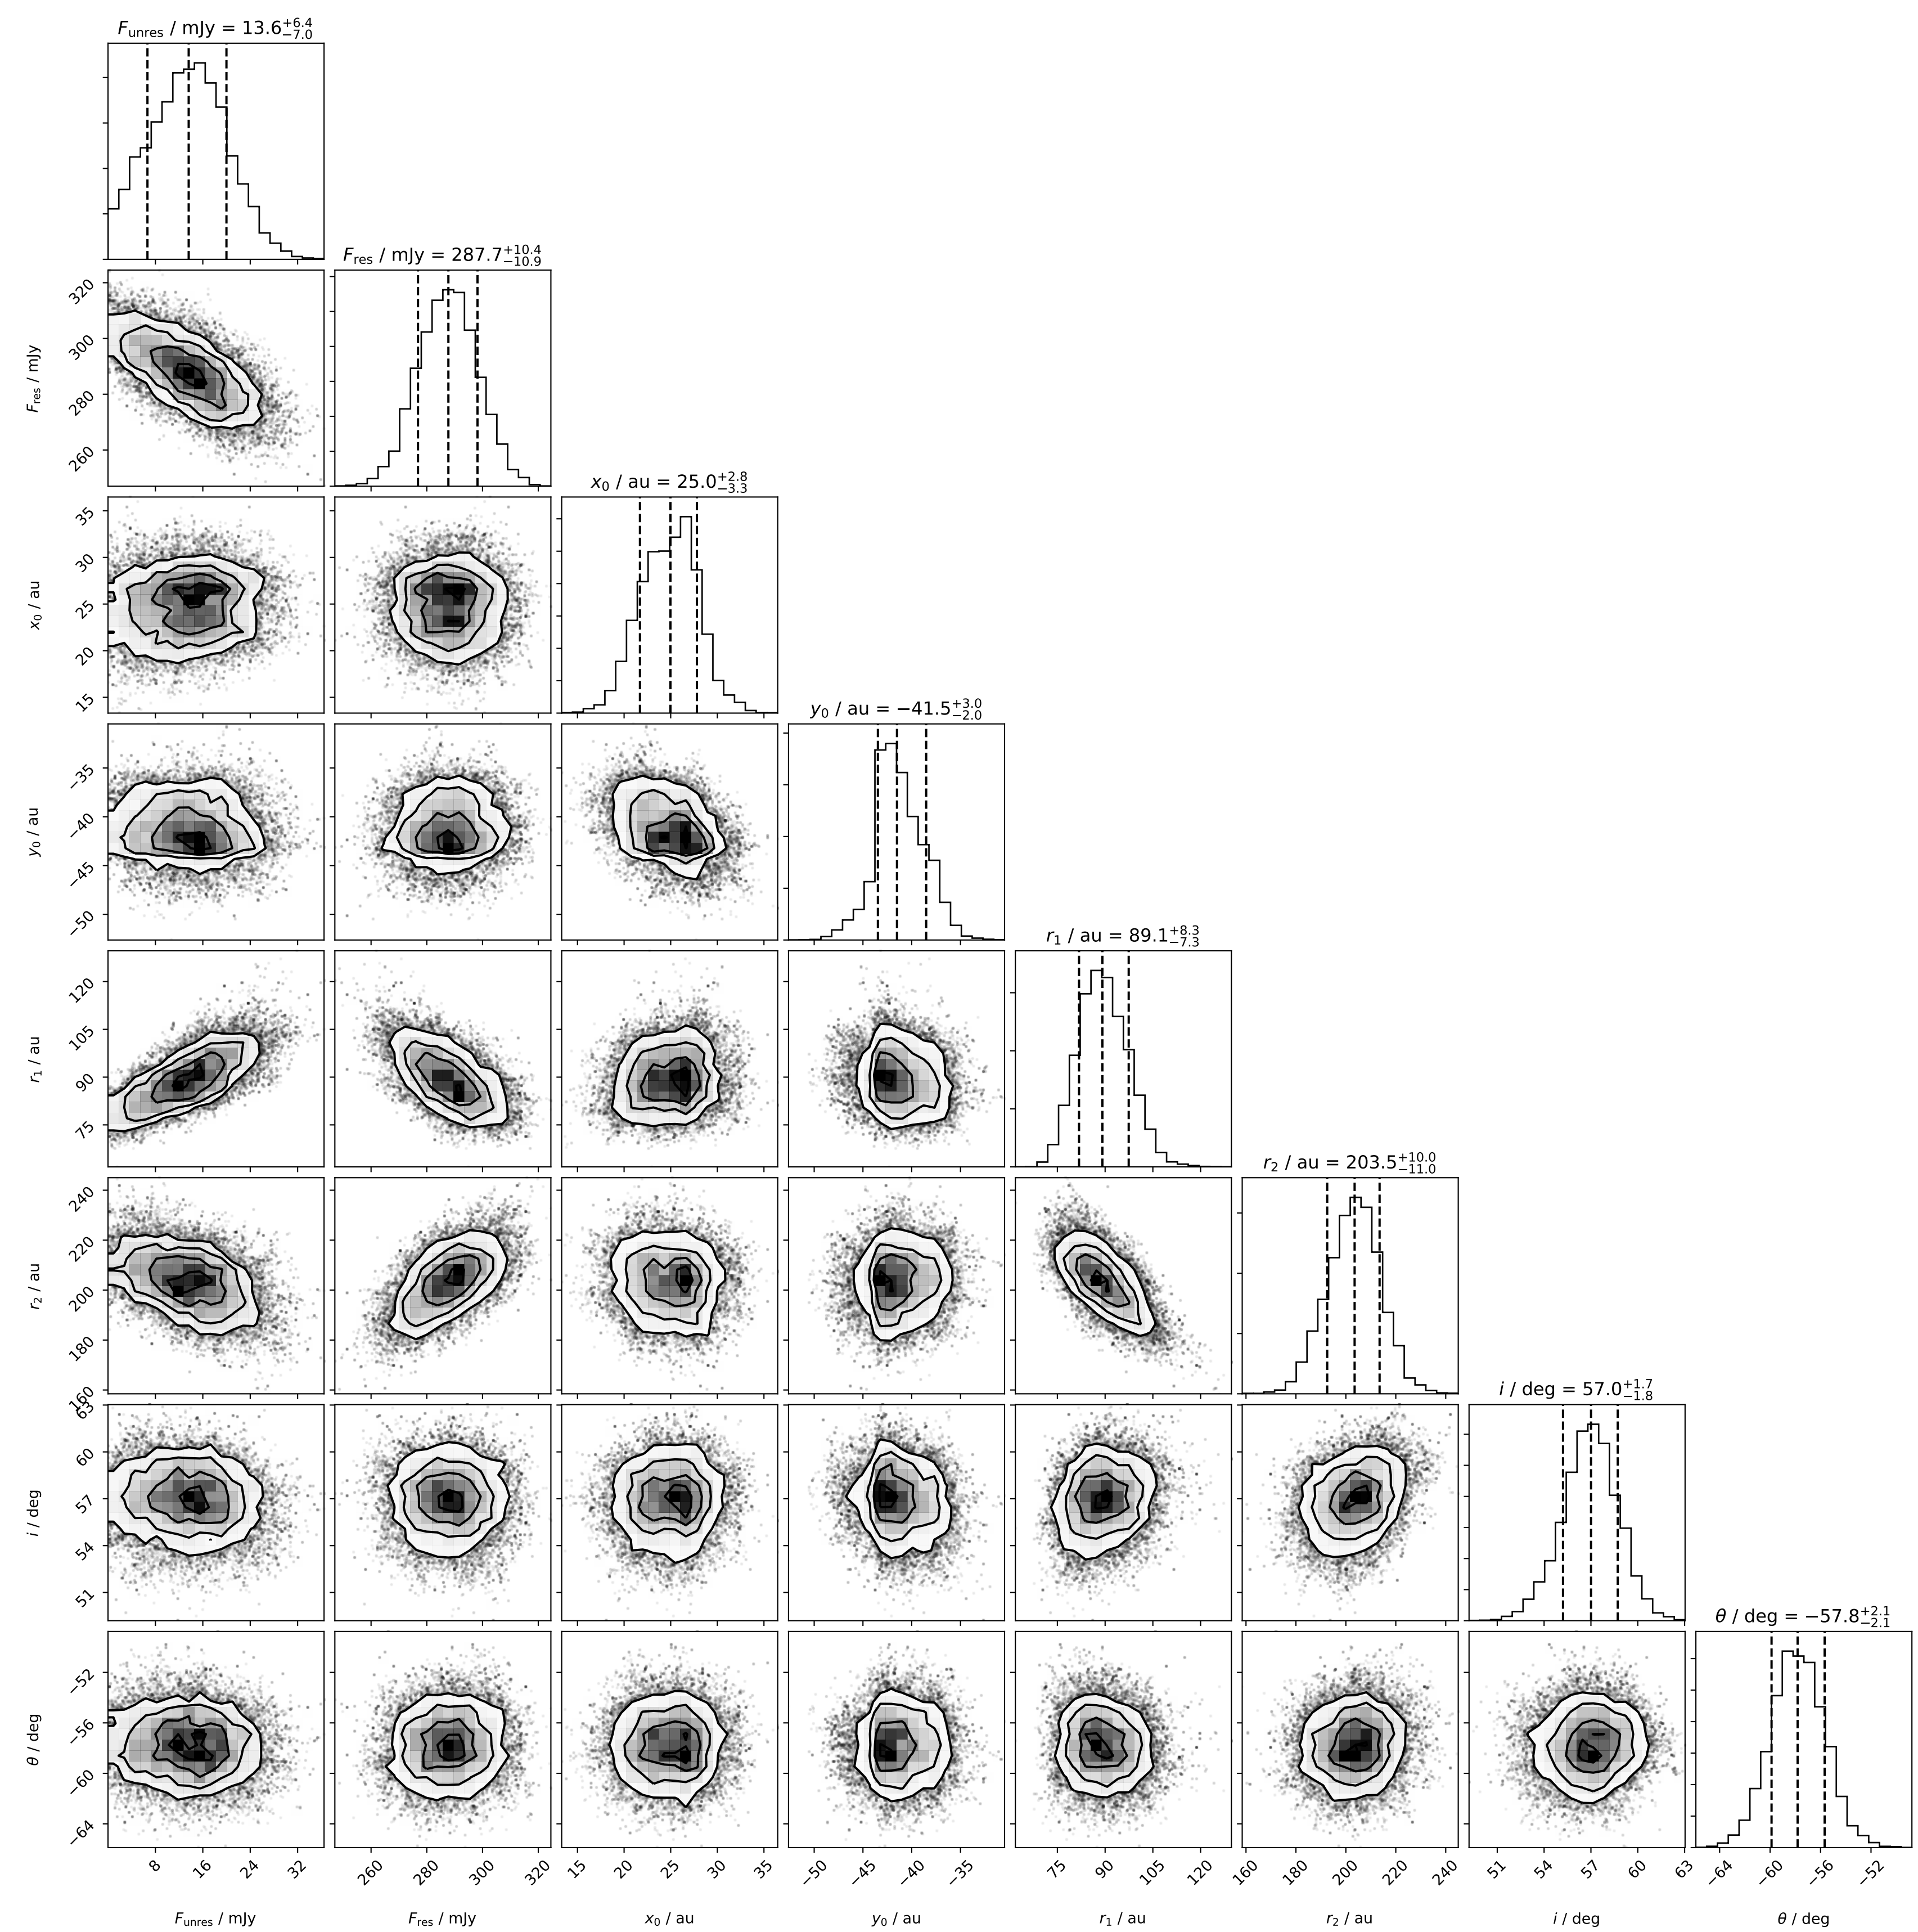 F_unres / mJy = 13.6^{+6.4}_{−7.0}
F_res / mJy = 287.7^{+10.4}_{−10.9}
320
300
280
260
F_res / mJy
x_0 / au = 25.0^{+2.8}_{−3.3}
35
30
25
20
15
x_0 / au
y_0 / au = −41.5^{+3.0}_{−2.0}
−35
−40
−45
−50
y_0 / au
r_1 / au = 89.1^{+8.3}_{−7.3}
120
105
90
75
r_1 / au
r_2 / au = 203.5^{+10.0}_{−11.0}
240
220
200
180
160
r_2 / au
i / deg = 57.0^{+1.7}_{−1.8}
63
60
57
54
51
i / deg
θ / deg = −57.8^{+2.1}_{−2.1}
−52
−56
−60
−64
θ / deg
8 16 24 32 260 280 300 320 15 20 25 30 35 −50 −45 −40 −35 75 90 105 120 160 180 200 220 240 51 54 57 60 63 −64 −60 −56 −52
F_unres / mJy F_res / mJy x_0 / au y_0 / au r_1 / au r_2 / au i / deg θ / deg